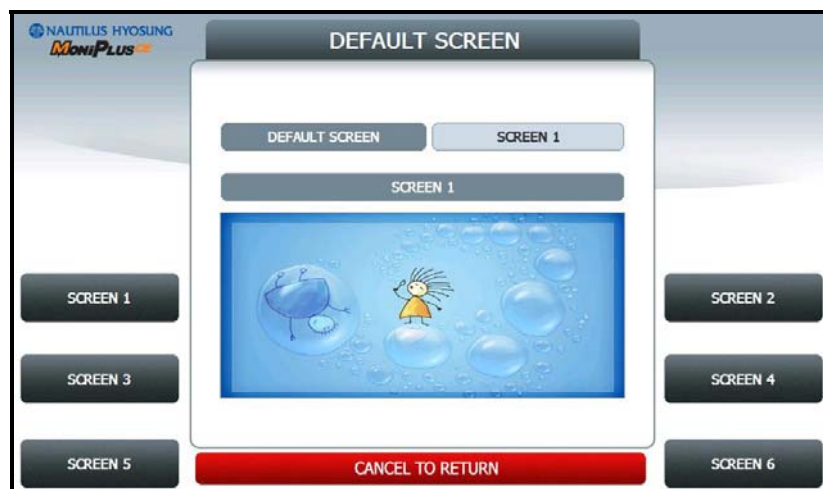 NAUTILUS HYOSUNG
MONIPLUS CE
DEFAULT SCREEN
DEFAULT SCREEN
SCREEN 1
SCREEN 1
SCREEN 1
SCREEN 2
SCREEN 3
SCREEN 4
SCREEN 5
SCREEN 6
CANCEL TO RETURN